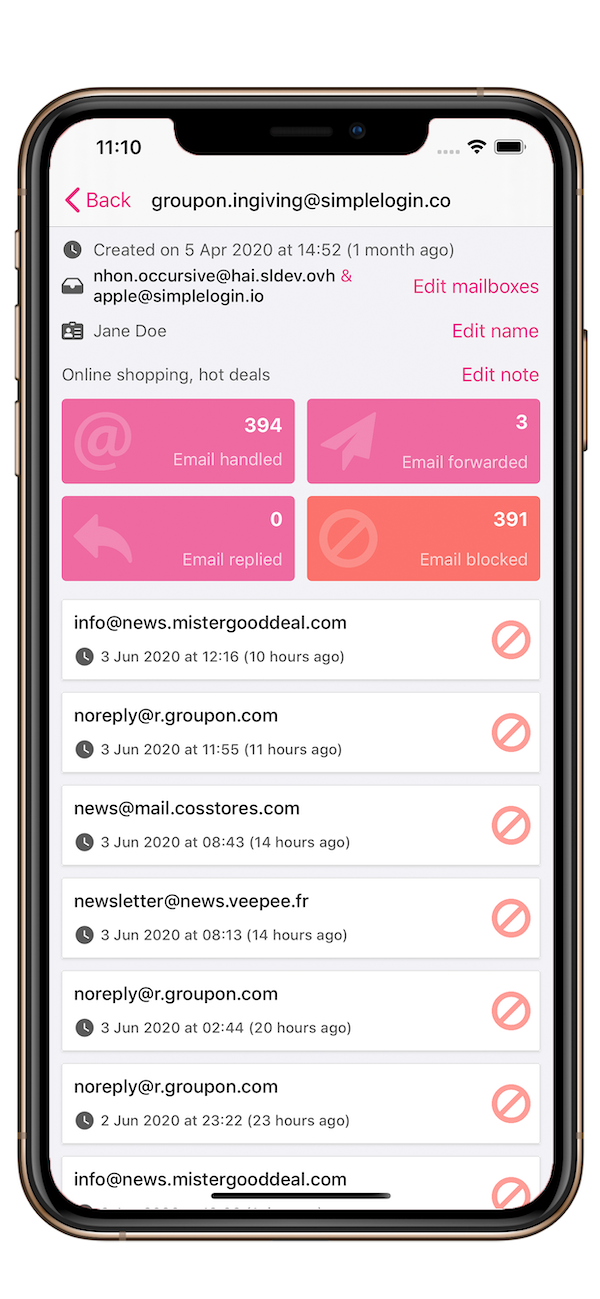 11:10
Back groupon.ingiving@simplelogin.co
Created on 5 Apr 2020 at 14:52 (1 month ago)
nhon.occursive@hai.sldev.ovh &
apple@simplelogin.io
Edit mailboxes
Jane Doe Edit name
Online shopping, hot deals Edit note
394
Email handled
3
Email forwarded
0
Email replied
391
Email blocked
info@news.mistergooddeal.com
3 Jun 2020 at 12:16 (10 hours ago)
noreply@r.groupon.com
3 Jun 2020 at 11:55 (11 hours ago)
news@mail.cosstores.com
3 Jun 2020 at 08:43 (14 hours ago)
newsletter@news.veepee.fr
3 Jun 2020 at 08:13 (14 hours ago)
noreply@r.groupon.com
3 Jun 2020 at 02:44 (20 hours ago)
noreply@r.groupon.com
2 Jun 2020 at 23:22 (23 hours ago)
info@news.mistergooddeal.com